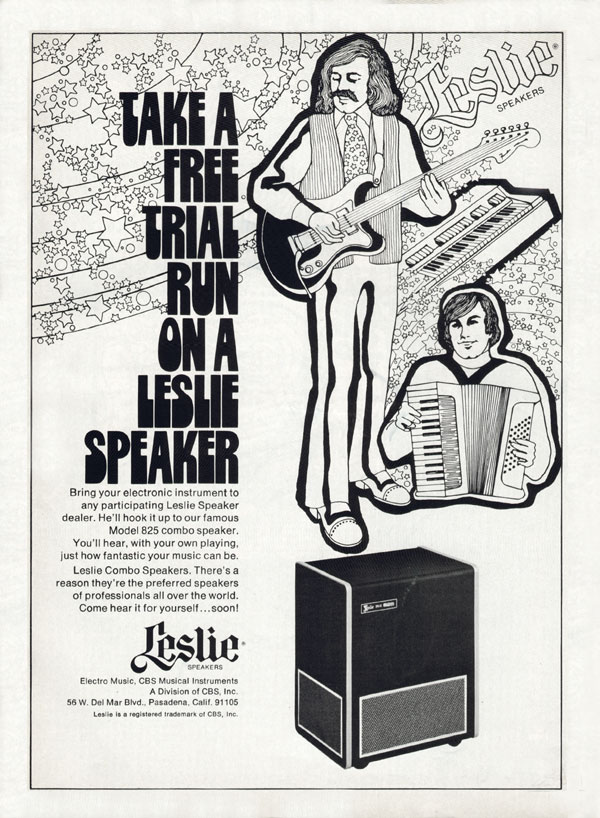 Leslie®
SPEAKERS
TAKE A
FREE
TRIAL
RUN
ON A
LESLIE
SPEAKER
Bring your electronic instrument to
any participating Leslie Speaker
dealer. He'll hook it up to our famous
Model 825 combo speaker.
You'll hear, with your own playing,
just how fantastic your music can be.
Leslie Combo Speakers. There's a
reason they're the preferred speakers
of professionals all over the world.
Come hear it for yourself...soon!
Leslie®
SPEAKERS
Electro Music, CBS Musical Instruments
A Division of CBS, Inc.
56 W. Del Mar Blvd., Pasadena, Calif. 91105
Leslie is a registered trademark of CBS, Inc.
Leslie